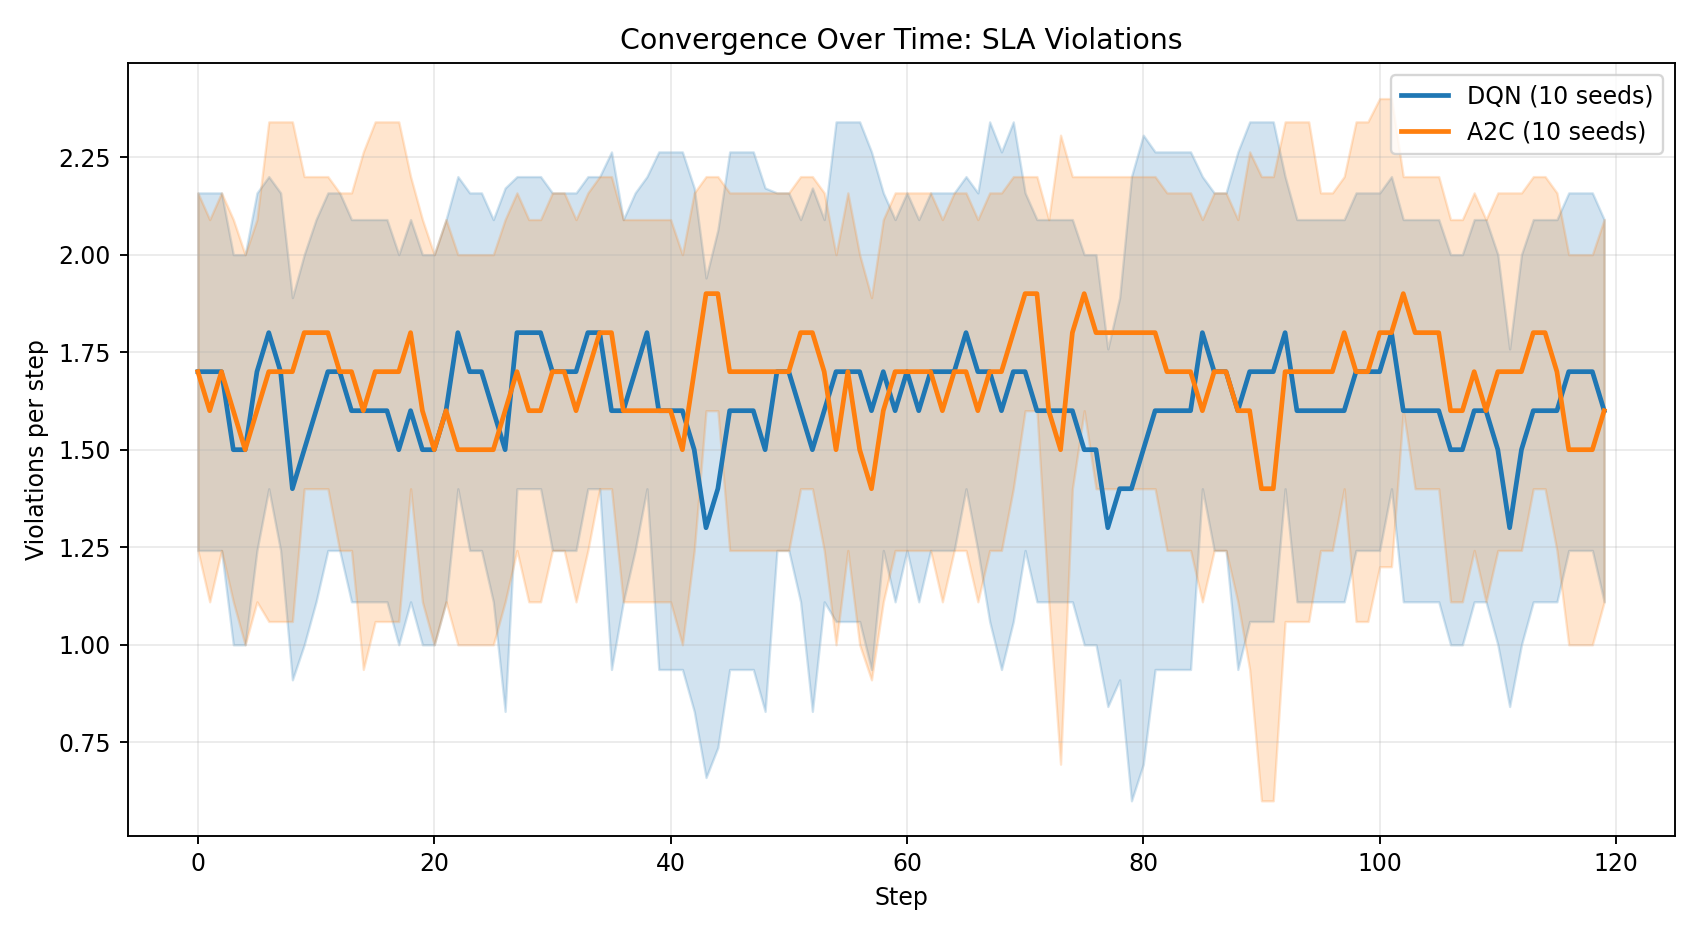 Convergence Over Time: SLA Violations
DQN (10 seeds)
A2C (10 seeds)
2.25
2.00
1.75
1.50
1.25
1.00
0.75
Violations per step
0 20 40 60 80 100 120
Step